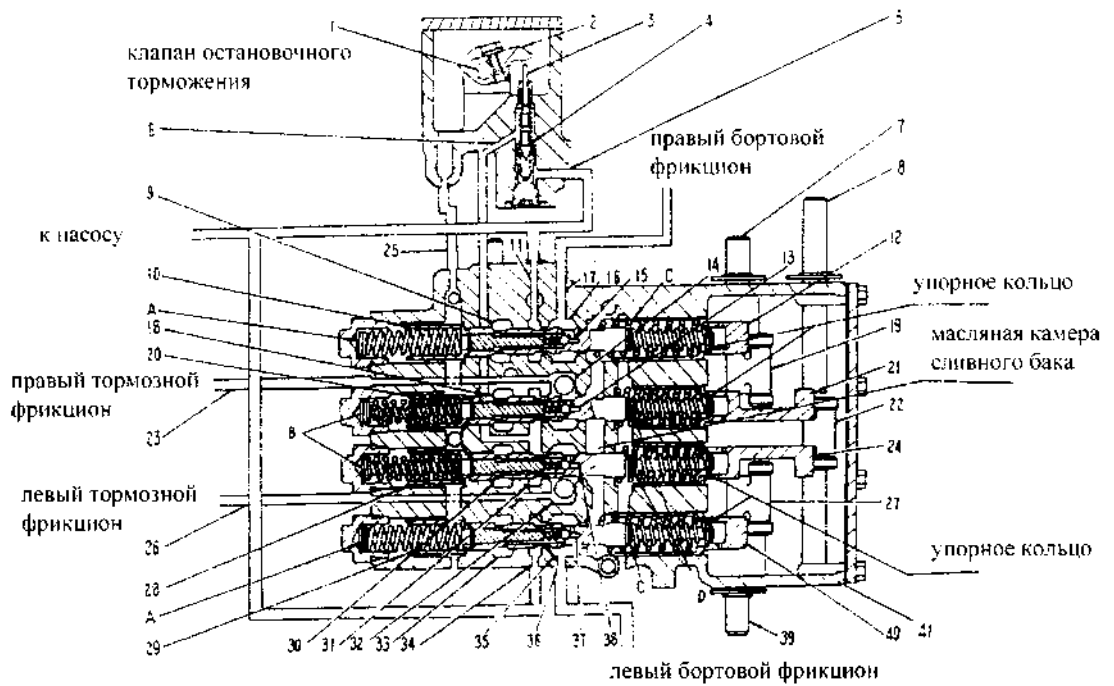 1
2
3
4
5
клапан остановочного
торможения
6
правый бортовой
фрикцион
7
8
9
к насосу
25
11
17
16
15
C
14
13
12
упорное кольцо
10
A
18
20
19
масляная камера
сливного бака
21
22
правый тормозной
фрикцион
23
B
24
левый тормозной
фрикцион
27
26
28
A
29
упорное кольцо
C
D
30
31
32
33
34
35
36
37
38
39
40
41
левый бортовой фрикцион